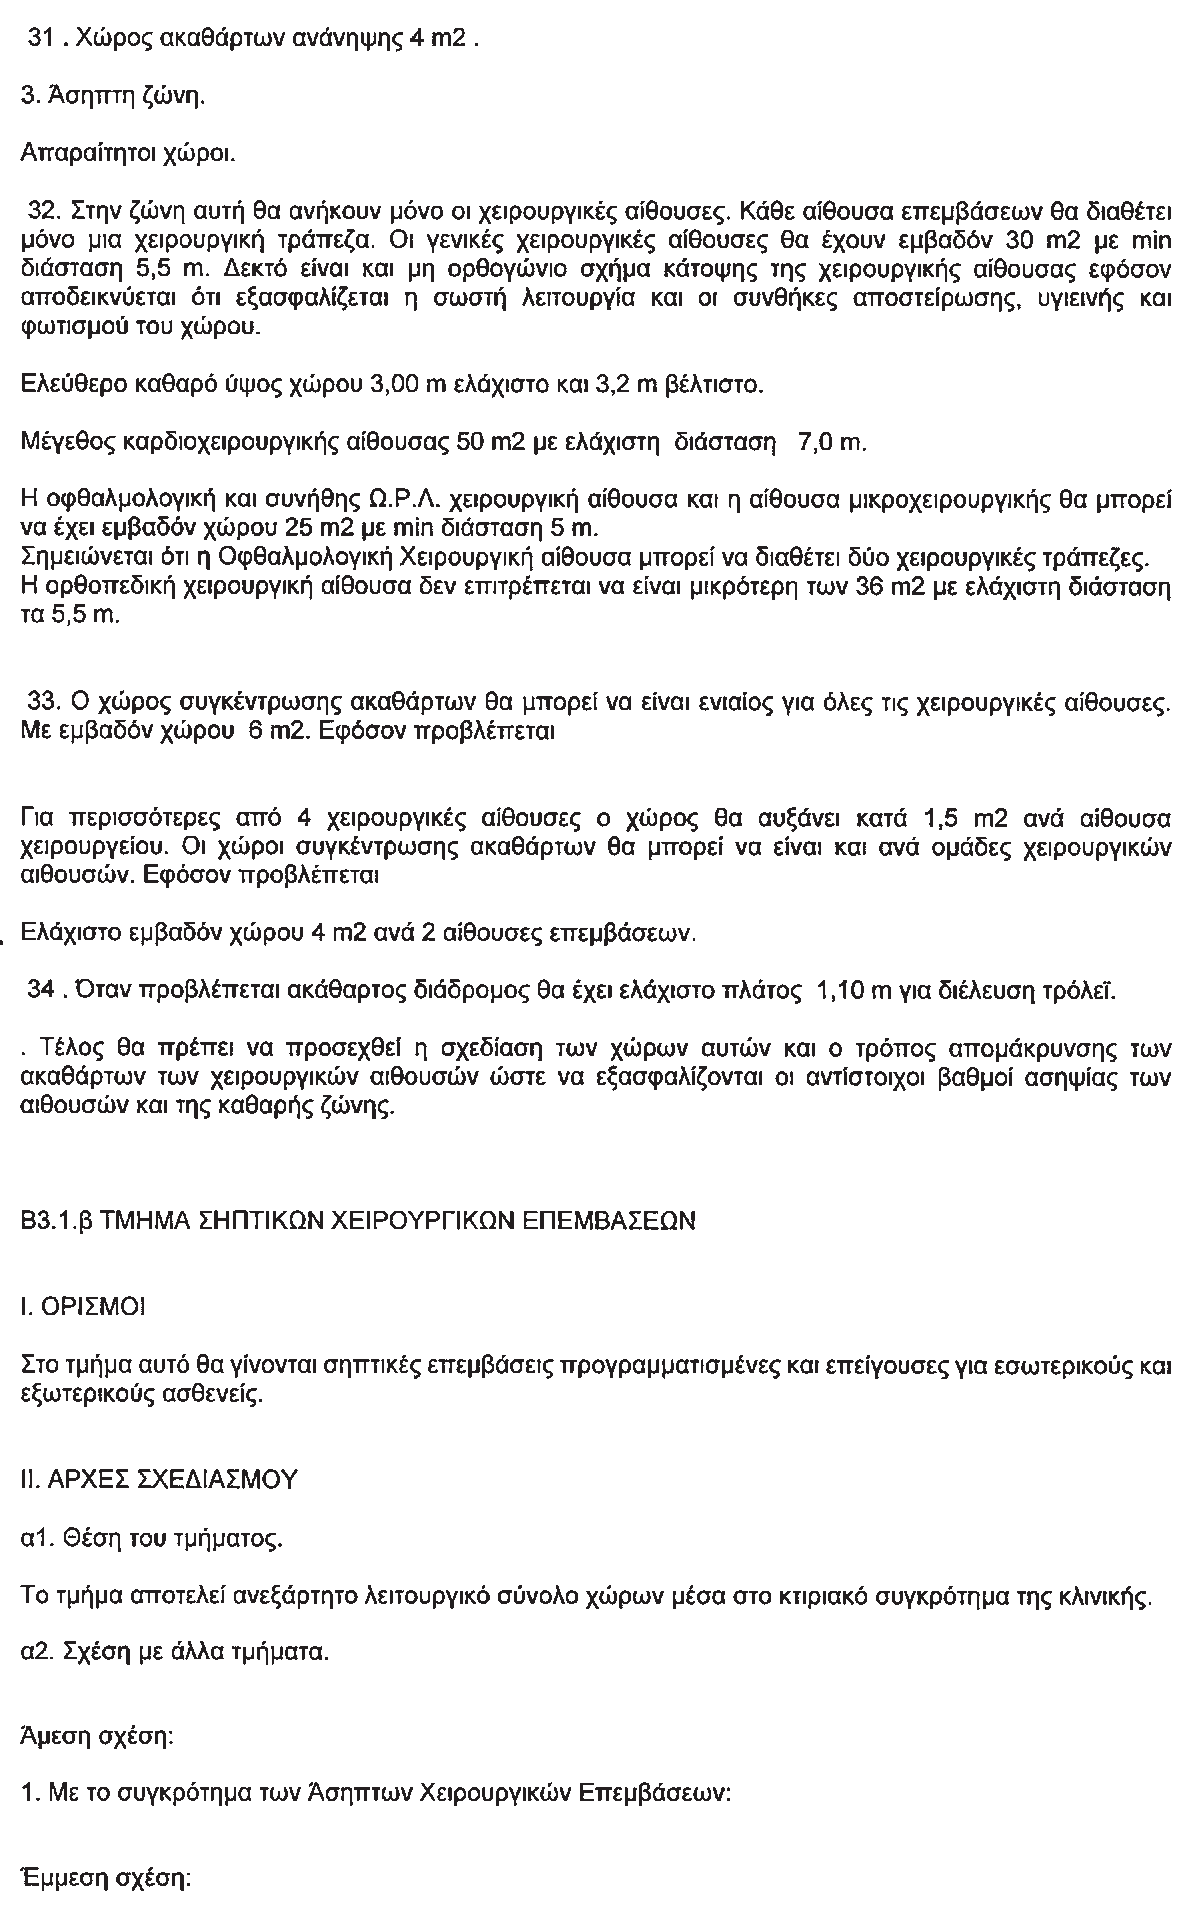 31 . Χώρος ακαθάρτων ανάνηψης 4 m2 .
3. Άσηπτη ζώνη.
Απαραίτητοι χώροι.
32. Στην ζώνη αυτή θα ανήκουν μόνο οι χειρουργικές αίθουσες. Κάθε αίθουσα επεμβάσεων θα διαθέτει
μόνο μια χειρουργική τράπεζα. Οι γενικές χειρουργικές αίθουσες θα έχουν εμβαδόν 30 m2 με min
διάσταση 5,5 m. Δεκτό είναι και μη ορθογώνιο σχήμα κάτοψης της χειρουργικής αίθουσας εφόσον
αποδεικνύεται ότι εξασφαλίζεται η σωστή λειτουργία και οι συνθήκες αποστείρωσης, υγιεινής και
φωτισμού του χώρου.
Ελεύθερο καθαρό ύψος χώρου 3,00 m ελάχιστο και 3,2 m βέλτιστο.
Μέγεθος καρδιοχειρουργικής αίθουσας 50 m2 με ελάχιστη διάσταση 7,0 m.
Η οφθαλμολογική και συνήθης Ω.Ρ.Λ. χειρουργική αίθουσα και η αίθουσα μικροχειρουργικής θα μπορεί
να έχει εμβαδόν χώρου 25 m2 με min διάσταση 5 m.
Σημειώνεται ότι η Οφθαλμολογική Χειρουργική αίθουσα μπορεί να διαθέτει δύο χειρουργικές τράπεζες.
Η ορθοπεδική χειρουργική αίθουσα δεν επιτρέπεται να είναι μικρότερη των 36 m2 με ελάχιστη διάσταση
τα 5,5 m.
33. Ο χώρος συγκέντρωσης ακαθάρτων θα μπορεί να είναι ενιαίος για όλες τις χειρουργικές αίθουσες.
Με εμβαδόν χώρου 6 m2. Εφόσον προβλέπεται
Για περισσότερες από 4 χειρουργικές αίθουσες ο χώρος θα αυξάνει κατά 1,5 m2 ανά αίθουσα
χειρουργείου. Οι χώροι συγκέντρωσης ακαθάρτων θα μπορεί να είναι και ανά ομάδες χειρουργικών
αιθουσών. Εφόσον προβλέπεται
Ελάχιστο εμβαδόν χώρου 4 m2 ανά 2 αίθουσες επεμβάσεων.
34 . Όταν προβλέπεται ακάθαρτος διάδρομος θα έχει ελάχιστο πλάτος 1,10 m για διέλευση τρόλεϊ.
. Τέλος θα πρέπει να προσεχθεί η σχεδίαση των χώρων αυτών και ο τρόπος απομάκρυνσης των
ακαθάρτων των χειρουργικών αιθουσών ώστε να εξασφαλίζονται οι αντίστοιχοι βαθμοί ασηψίας των
αιθουσών και της καθαρής ζώνης.
Β3.1.β ΤΜΗΜΑ ΣΗΠΤΙΚΩΝ ΧΕΙΡΟΥΡΓΙΚΩΝ ΕΠΕΜΒΑΣΕΩΝ
Ι. ΟΡΙΣΜΟΙ
Στο τμήμα αυτό θα γίνονται σηπτικές επεμβάσεις προγραμματισμένες και επείγουσες για εσωτερικούς και
εξωτερικούς ασθενείς.
ΙΙ. ΑΡΧΕΣ ΣΧΕΔΙΑΣΜΟΥ
α1. Θέση του τμήματος.
Το τμήμα αποτελεί ανεξάρτητο λειτουργικό σύνολο χώρων μέσα στο κτιριακό συγκρότημα της κλινικής.
α2. Σχέση με άλλα τμήματα.
Άμεση σχέση:
1. Με το συγκρότημα των Άσηπτων Χειρουργικών Επεμβάσεων:
Έμμεση σχέση: